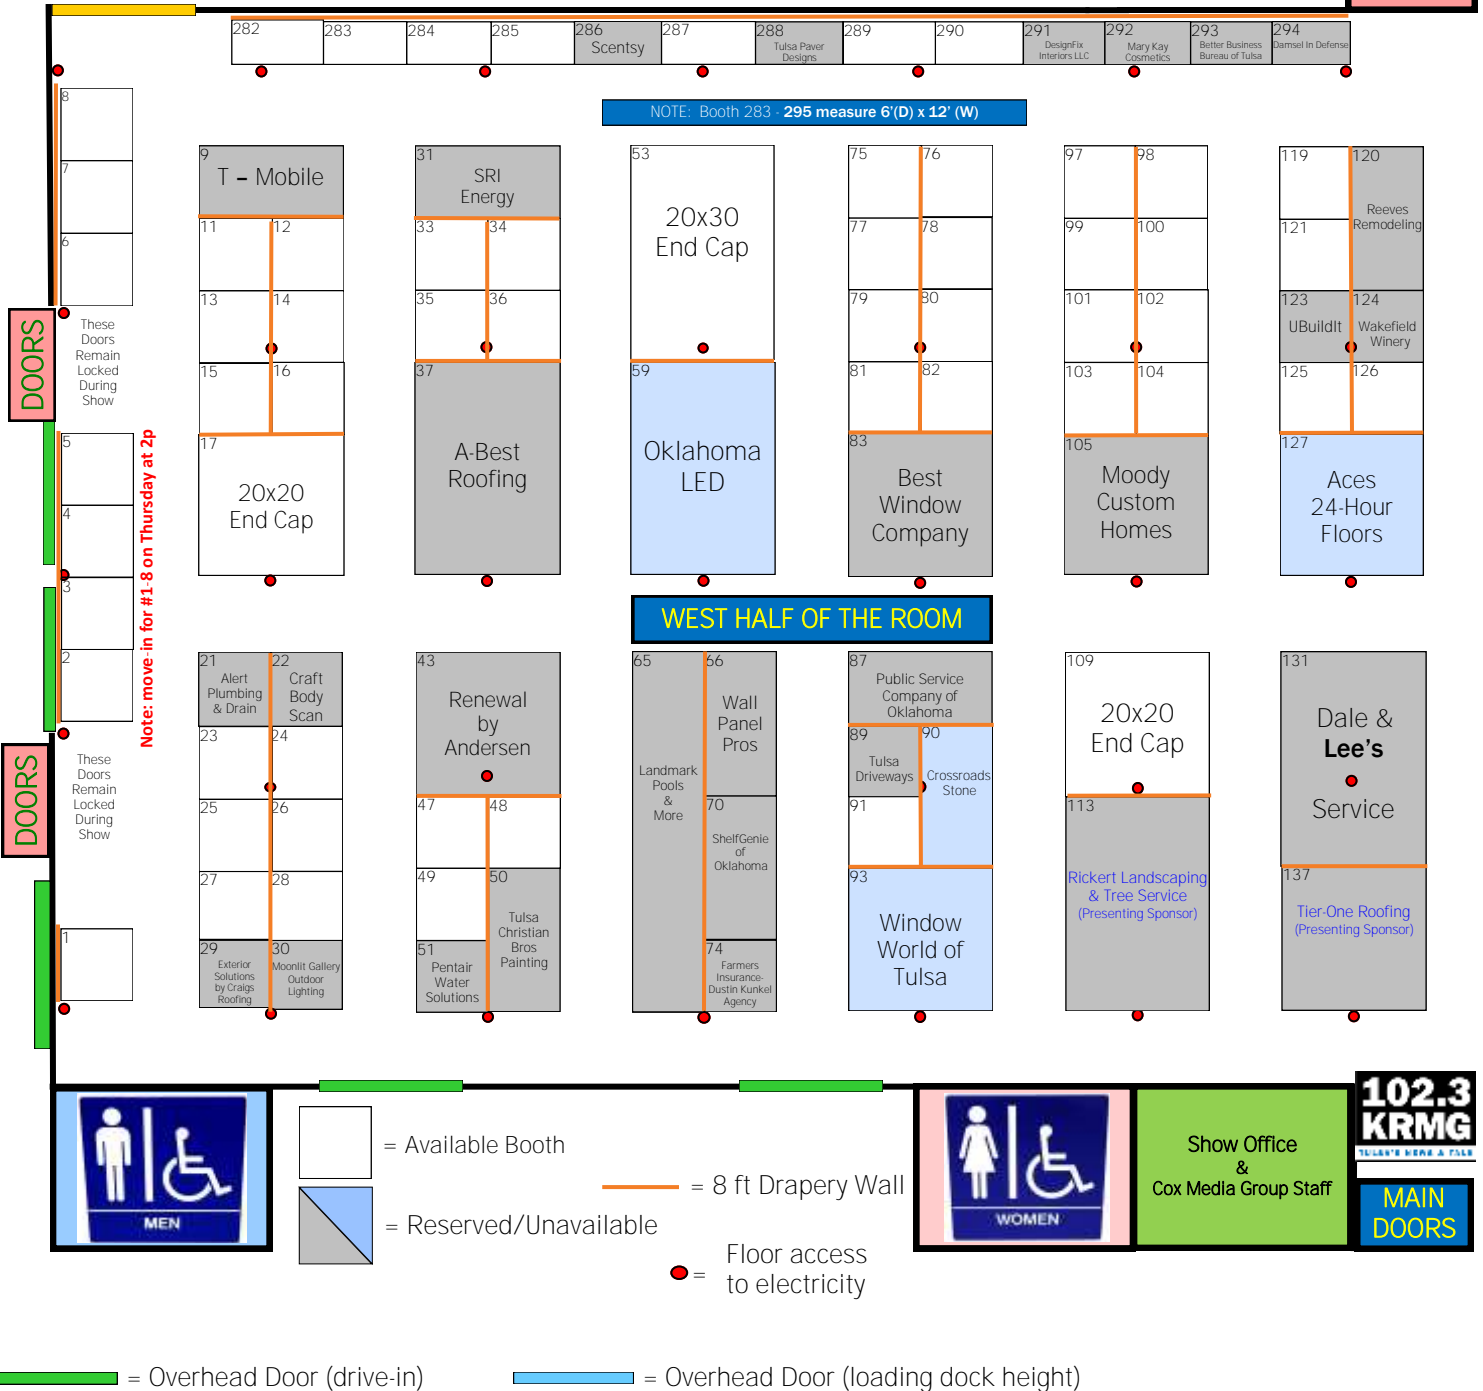 282
283
284
285
286
Scentsy
287
288
Tulsa Paver
Designs
289
290
291
DesignFix
Interiors LLC
292
Mary Kay
Cosmetics
293
Better Business
Bureau of Tulsa
294
Damsel In Defense
NOTE: Booth 283 - 295 measure 6'(D) x 12' (W)
8
7
6
DOORS
These
Doors
Remain
Locked
During
Show
5
4
3
2
Note: move-in for #1-8 on Thursday at 2p
DOORS
These
Doors
Remain
Locked
During
Show
1
9
T – Mobile
11
12
13
14
15
16
17
20x20
End Cap
31
SRI
Energy
33
34
35
36
37
A-Best
Roofing
53
20x30
End Cap
59
Oklahoma
LED
75
76
77
78
79
80
81
82
83
Best
Window
Company
97
98
99
100
101
102
103
104
105
Moody
Custom
Homes
119
120
Reeves
Remodeling
121
123
UBuildIt
124
Wakefield
Winery
125
126
127
Aces
24-Hour
Floors
WEST HALF OF THE ROOM
21
Alert
Plumbing
& Drain
22
Craft
Body
Scan
23
24
25
26
27
28
29
Exterior
Solutions
by Craigs
Roofing
30
Moonlit Gallery
Outdoor
Lighting
43
Renewal
by
Andersen
47
48
49
50
Tulsa
Christian
Bros
Painting
51
Pentair
Water
Solutions
65
Landmark
Pools
&
More
66
Wall
Panel
Pros
70
ShelfGenie
of
Oklahoma
74
Farmers
Insurance-
Dustin Kunkel
Agency
87
Public Service
Company of
Oklahoma
89
Tulsa
Driveways
90
Crossroads
Stone
91
93
Window
World of
Tulsa
109
20x20
End Cap
113
Rickert Landscaping
& Tree Service
(Presenting Sponsor)
131
Dale &
Lee's
Service
137
Tier-One Roofing
(Presenting Sponsor)
MEN
= Available Booth
= Reserved/Unavailable
= 8 ft Drapery Wall
= Floor access
to electricity
WOMEN
Show Office
&
Cox Media Group Staff
102.3
KRMG
TULSA'S NEWS & TALK
MAIN
DOORS
= Overhead Door (drive-in)
= Overhead Door (loading dock height)